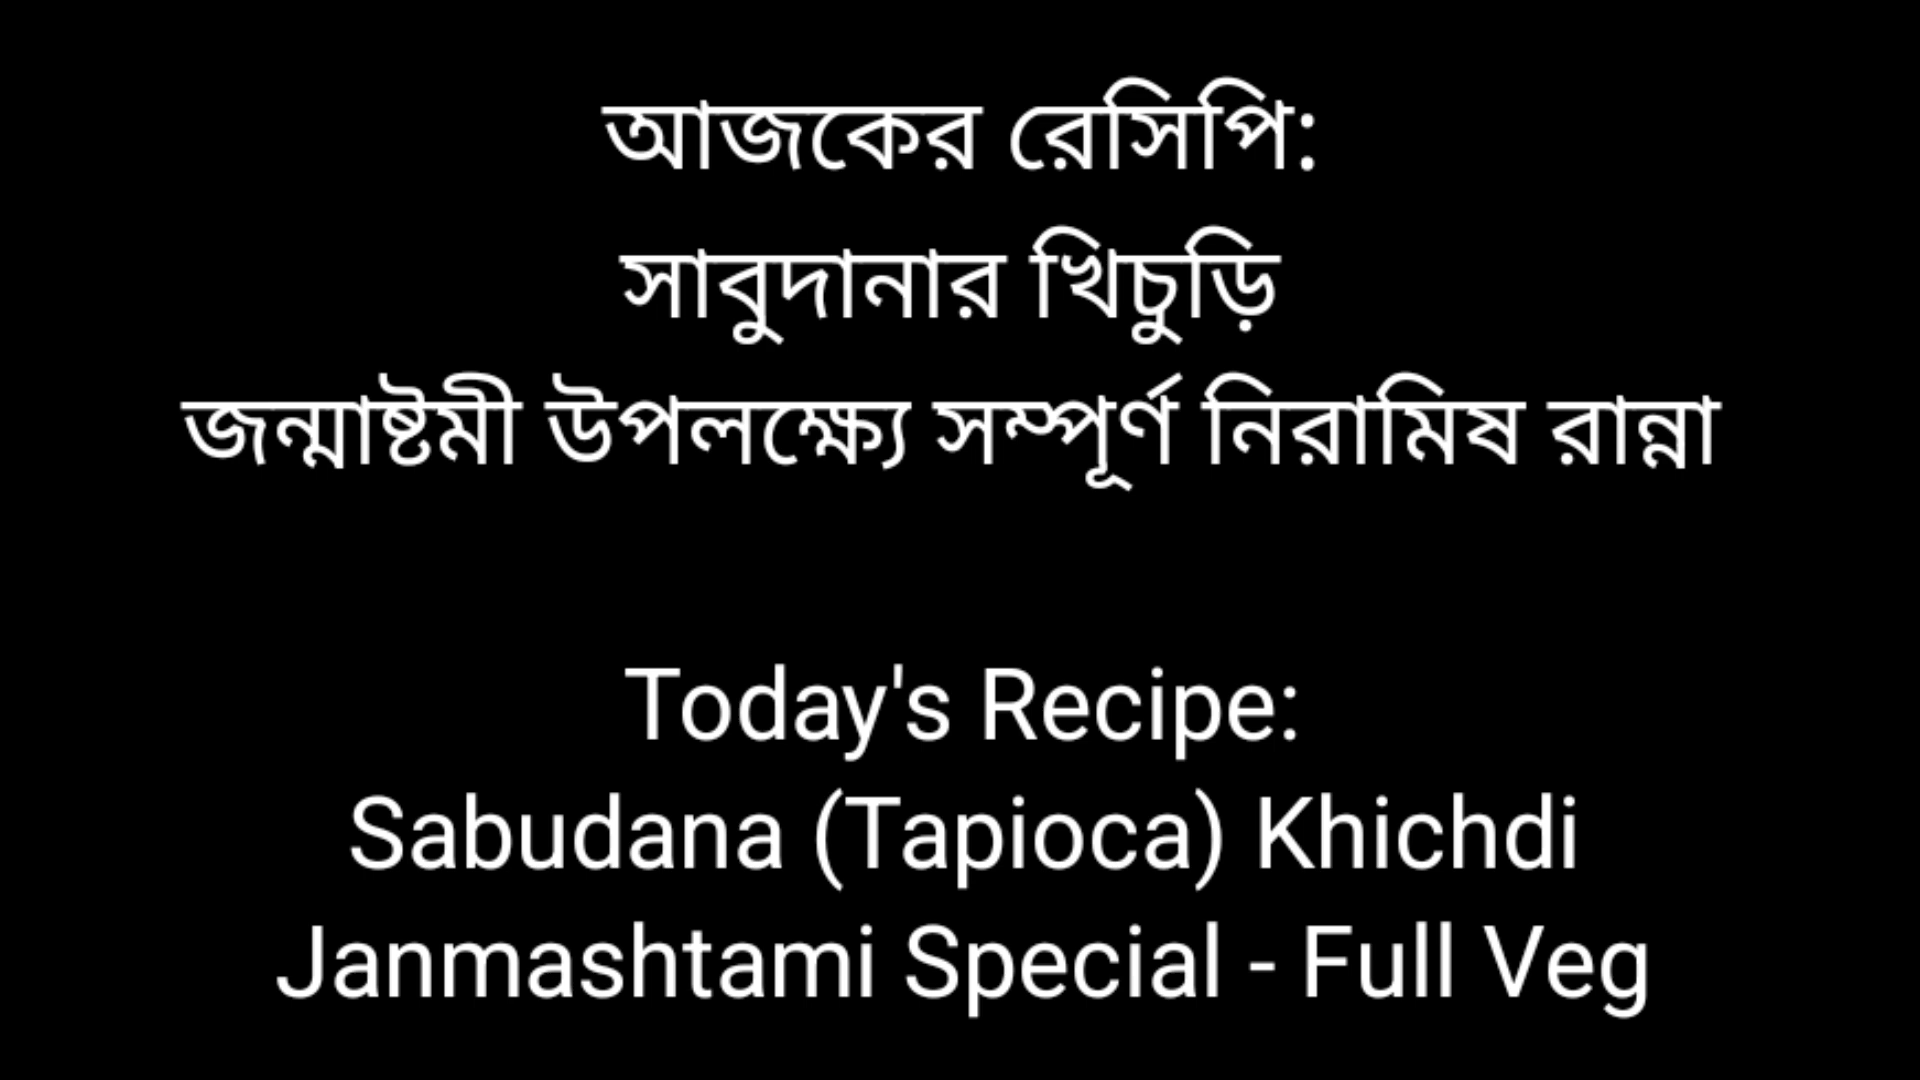 আজকের রেসিপি:
সাবুদানার খিচুড়ি
জন্মাষ্টমী উপলক্ষ্যে সম্পূর্ণ নিরামিষ রান্না
Today's Recipe:
Sabudana (Tapioca) Khichdi
Janmashtami Special - Full Veg